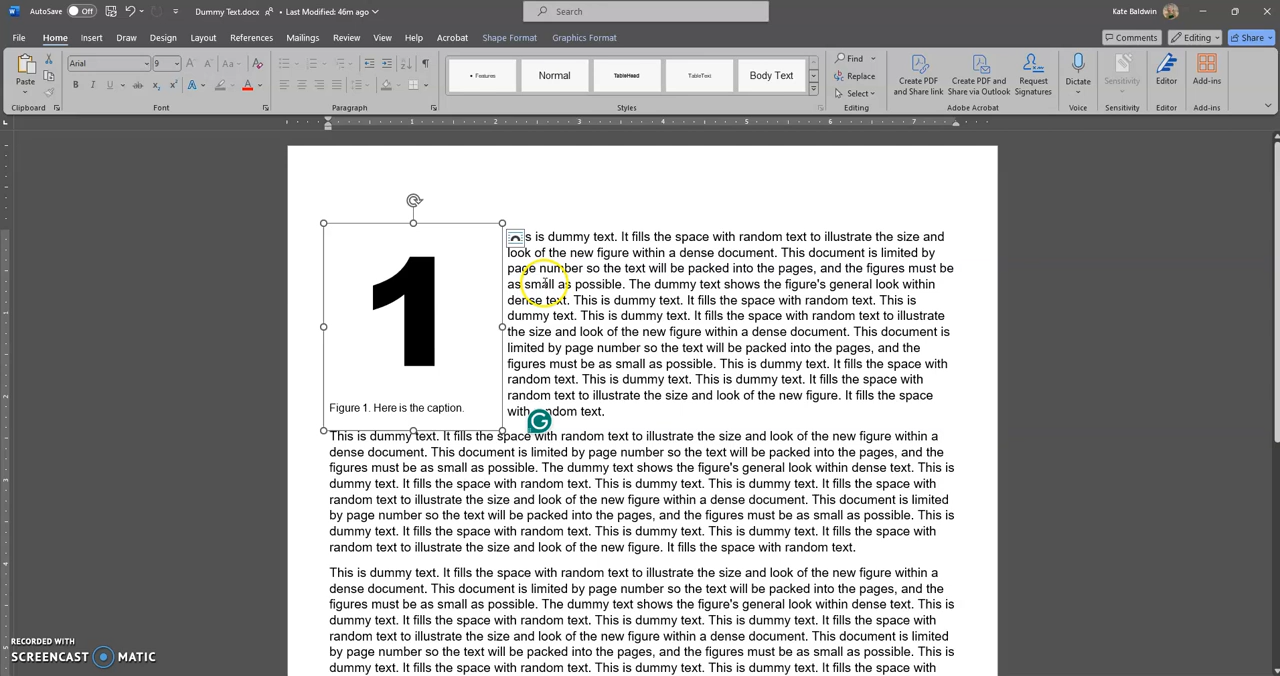 AutoSave Off Dummy Text.docx • Last Modified: 46m ago Search Kate Baldwin
File Home Insert Draw Design Layout References Mailings Review View Help Acrobat Shape Format Graphics Format Comments Editing Share
Paste Arial 9 Aa • Features Normal TableHead TableText Body Text Find Replace Select Create PDF and Share link Create PDF and Share via Outlook Request Signatures Dictate Sensitivity Editor Add-ins
Clipboard Font Paragraph Styles Editing Adobe Acrobat Voice Sensitivity Editor Add-ins
1 2 3 4 5 6 7
1
Figure 1. Here is the caption.
s is dummy text. It fills the space with random text to illustrate the size and
look of the new figure within a dense document. This document is limited by
page number so the text will be packed into the pages, and the figures must be
as small as possible. The dummy text shows the figure's general look within
dense text. This is dummy text. It fills the space with random text. This is
dummy text. This is dummy text. It fills the space with random text to illustrate
the size and look of the new figure within a dense document. This document is
limited by page number so the text will be packed into the pages, and the
figures must be as small as possible. This is dummy text. It fills the space with
random text. This is dummy text. This is dummy text. It fills the space with
random text to illustrate the size and look of the new figure. It fills the space
with random text.
This is dummy text. It fills the space with random text to illustrate the size and look of the new figure within a
dense document. This document is limited by page number so the text will be packed into the pages, and the
figures must be as small as possible. The dummy text shows the figure's general look within dense text. This is
dummy text. It fills the space with random text. This is dummy text. This is dummy text. It fills the space with
random text to illustrate the size and look of the new figure within a dense document. This document is limited
by page number so the text will be packed into the pages, and the figures must be as small as possible. This is
dummy text. It fills the space with random text. This is dummy text. This is dummy text. It fills the space with
random text to illustrate the size and look of the new figure. It fills the space with random text.
This is dummy text. It fills the space with random text to illustrate the size and look of the new figure within a
dense document. This document is limited by page number so the text will be packed into the pages, and the
figures must be as small as possible. The dummy text shows the figure's general look within dense text. This is
dummy text. It fills the space with random text. This is dummy text. This is dummy text. It fills the space with
random text to illustrate the size and look of the new figure within a dense document. This document is limited
by page number so the text will be packed into the pages, and the figures must be as small as possible. This is
dummy text. It fills the space with random text. This is dummy text. This is dummy text. It fills the space with
RECORDED WITH
SCREENCAST MATIC